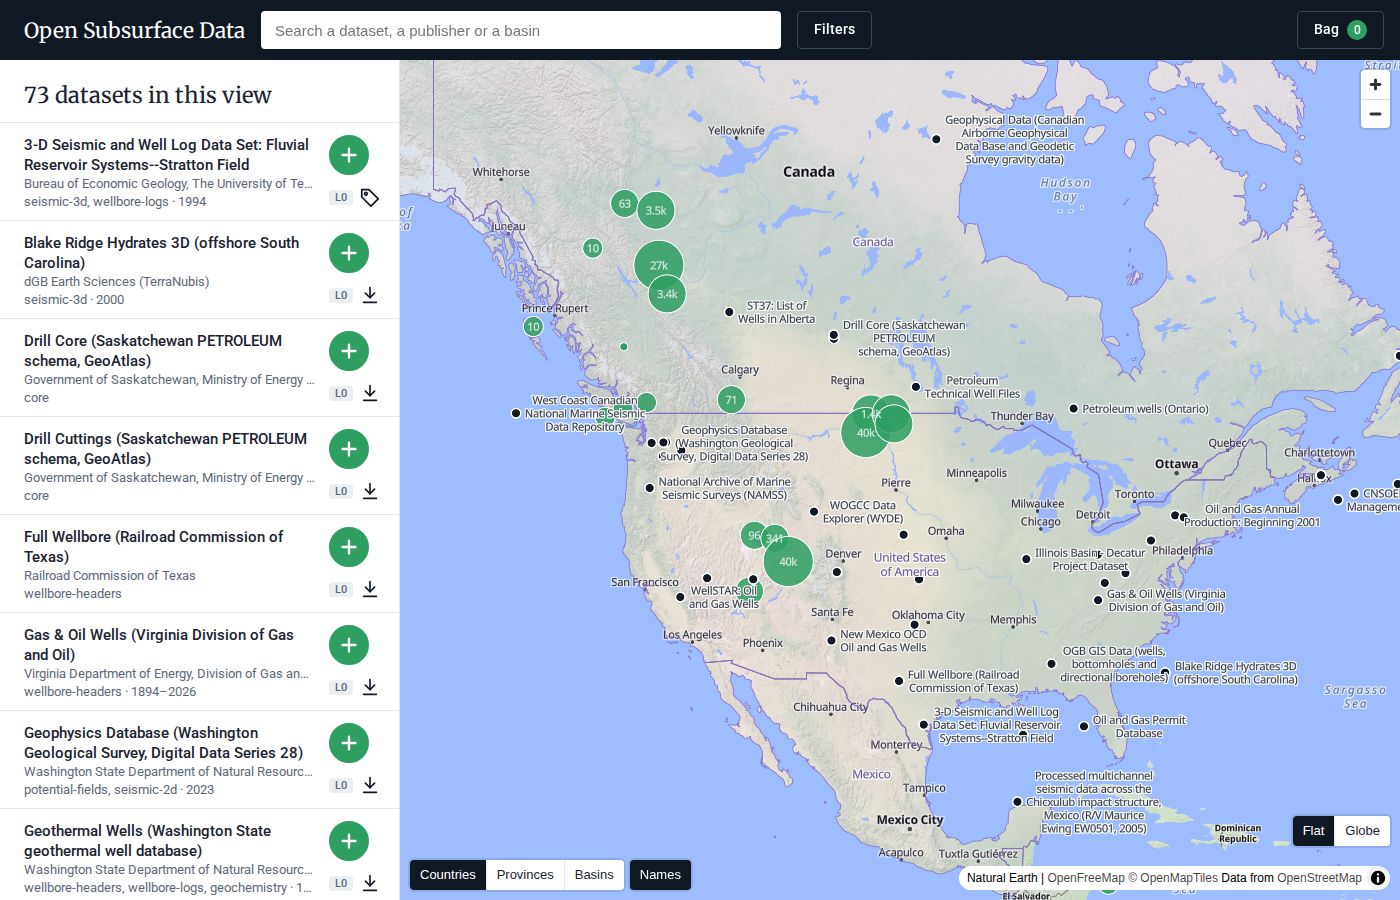 Open Subsurface Data
Search a dataset, a publisher or a basin
Filters
Bag 0
73 datasets in this view
3-D Seismic and Well Log Data Set: Fluvial
Reservoir Systems--Stratton Field
Bureau of Economic Geology, The University of Te...
seismic-3d, wellbore-logs · 1994
L0
Blake Ridge Hydrates 3D (offshore South
Carolina)
dGB Earth Sciences (TerraNubis)
seismic-3d · 2000
L0
Drill Core (Saskatchewan PETROLEUM
schema, GeoAtlas)
Government of Saskatchewan, Ministry of Energy ...
core
L0
Drill Cuttings (Saskatchewan PETROLEUM
schema, GeoAtlas)
Government of Saskatchewan, Ministry of Energy ...
core
L0
Full Wellbore (Railroad Commission of
Texas)
Railroad Commission of Texas
wellbore-headers
L0
Gas & Oil Wells (Virginia Division of Gas
and Oil)
Virginia Department of Energy, Division of Gas an...
wellbore-headers · 1894–2026
L0
Geophysics Database (Washington
Geological Survey, Digital Data Series 28)
Washington State Department of Natural Resourc...
potential-fields, seismic-2d · 2023
L0
Geothermal Wells (Washington State
geothermal well database)
Washington State Department of Natural Resourc...
wellbore-headers, wellbore-logs, geochemistry · 1...
L0
Yellowknife
Geophysical Data (Canadian
Airborne Geophysical
Data Base and Geodetic
Survey gravity data)
Canada
Whitehorse
Hudson
Bay
63
3.5k
Juneau
Canada
10
27k
3.4k
Prince Rupert
10
ST37: List of
Wells in Alberta
Drill Core (Saskatchewan
PETROLEUM
schema, GeoAtlas)
Calgary
Regina
71
Petroleum
Technical Well Files
West Coast Canadian
National Marine Seismic
Data Repository
1.4k
40k
Thunder Bay
Petroleum wells (Ontario)
Geophysics Database
(Washington Geological
Survey, Digital Data Series 28)
Quebec
Charlottetown
Ottawa
Halifax
National Archive of Marine
Seismic Surveys (NAMSS)
Pierre
Minneapolis
Toronto
CNSOE
Manageme
WOGCC Data
Explorer (WYDE)
Milwaukee
Chicago
Detroit
Oil and Gas Annual
Production: Beginning 2001
96
341
40k
Omaha
Denver
United States
of America
Illinois Basin- Decatur
Project Dataset
Philadelphia
San Francisco
WellSTAR: Oil
and Gas Wells
Gas & Oil Wells (Virginia
Division of Gas and Oil)
Santa Fe
Oklahoma City
Memphis
Los Angeles
Phoenix
New Mexico OCD
Oil and Gas Wells
OGB GIS Data (wells,
bottomholes and
directional boreholes)
Blake Ridge Hydrates 3D
(offshore South Carolina)
Full Wellbore (Railroad
Commission of Texas)
Sargasso
Sea
Chihuahua City
3-D Seismic and Well Log
Data Set: Fluvial Reservoir
Systems--Stratton Field
Oil and Gas Permit
Database
Monterrey
Mexico
Tampico
Processed multichannel
seismic data across the
Chicxulub impact structure,
Mexico (R/V Maurice
Ewing EW0501, 2005)
Mexico City
Dominican
Republic
Acapulco
Tuxtla Gutiérrez
El Salvador
Flat
Globe
Countries
Provinces
Basins
Names
Natural Earth | OpenFreeMap © OpenMapTiles Data from OpenStreetMap